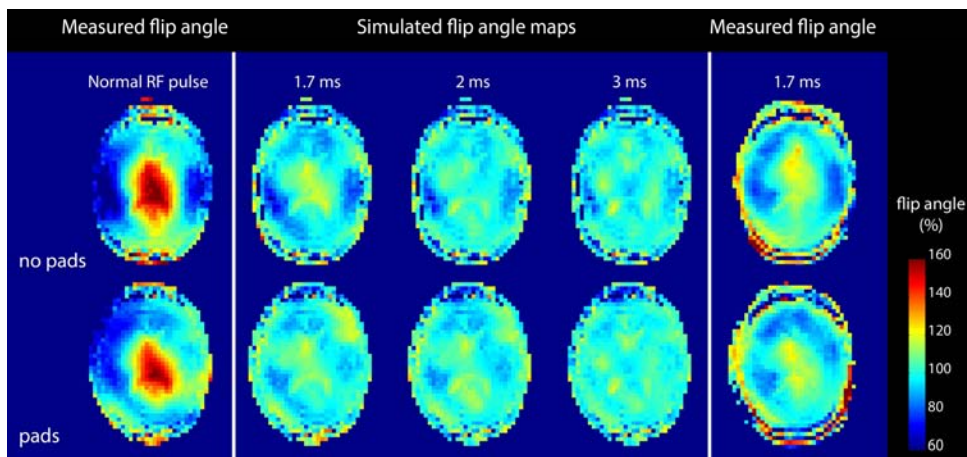 Measured flip angle
Simulated flip angle maps
Measured flip angle
Normal RF pulse
1.7 ms
2 ms
3 ms
1.7 ms
flip angle
(%)
160
140
120
100
80
60
no pads
pads